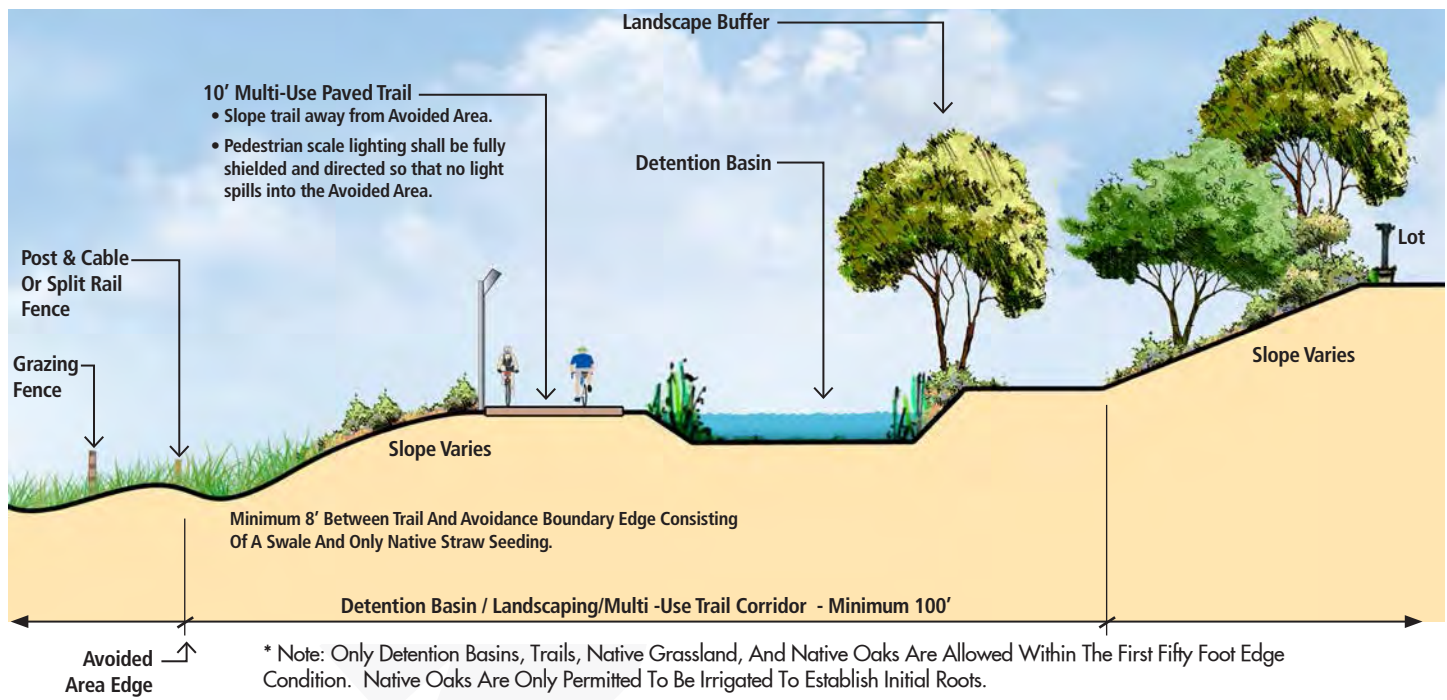 Landscape Buffer
10’ Multi-Use Paved Trail
• Slope trail away from Avoided Area.
• Pedestrian scale lighting shall be fully
shielded and directed so that no light
spills into the Avoided Area.
Detention Basin
Post & Cable
Or Split Rail
Fence
Lot
Grazing
Fence
Slope Varies
Slope Varies
Minimum 8’ Between Trail And Avoidance Boundary Edge Consisting
Of A Swale And Only Native Straw Seeding.
Detention Basin / Landscaping/Multi -Use Trail Corridor - Minimum 100’
Avoided
Area Edge
* Note: Only Detention Basins, Trails, Native Grassland, And Native Oaks Are Allowed Within The First Fifty Foot Edge
Condition. Native Oaks Are Only Permitted To Be Irrigated To Establish Initial Roots.